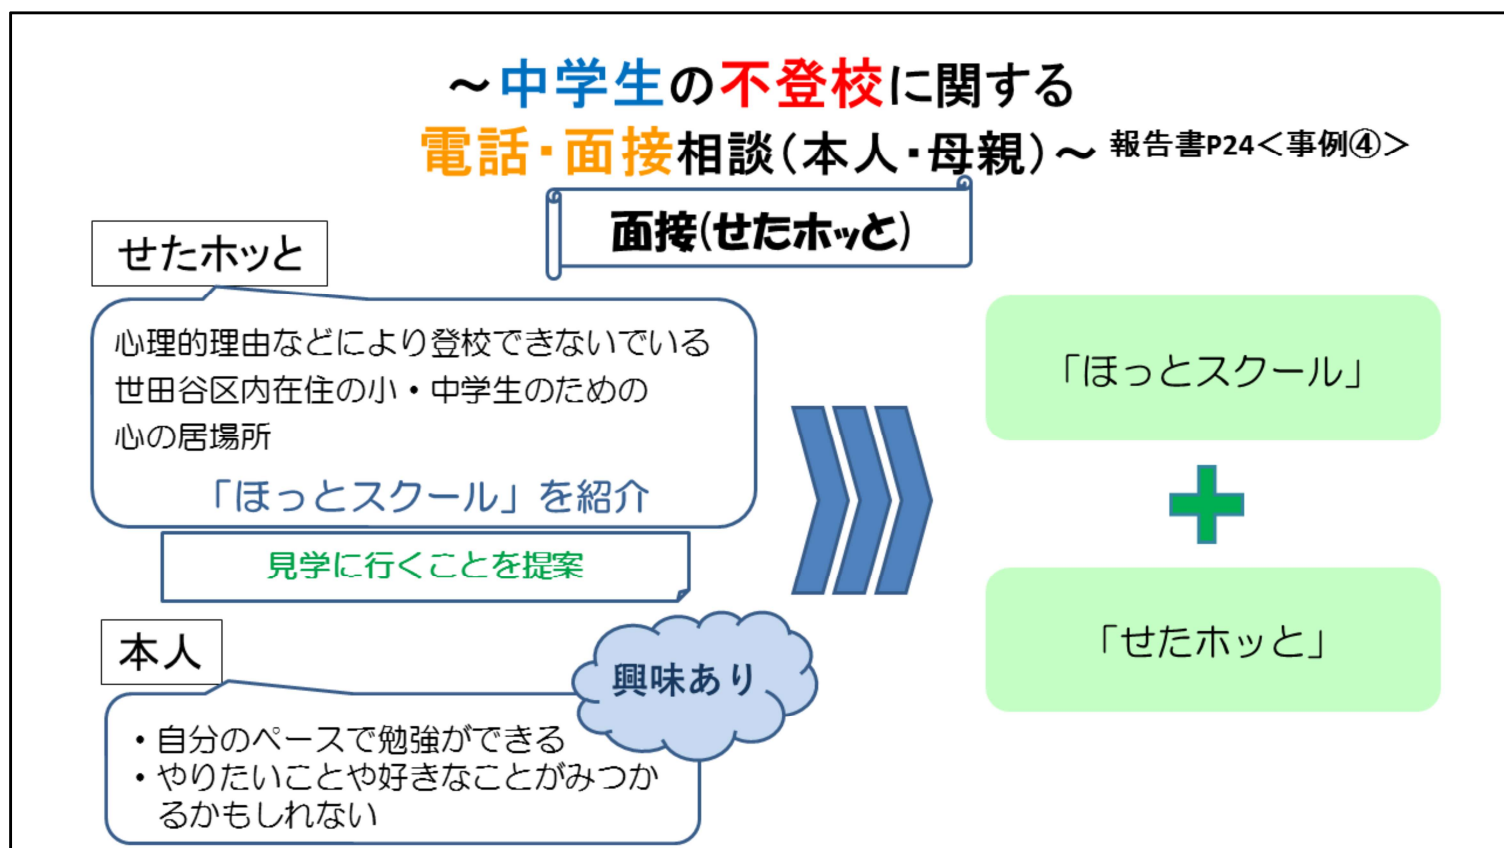 ～中学生の不登校に関する
電話・面接相談(本人・母親)～ 報告書P24＜事例④＞
面接(せたホッと)
せたホッと
心理的理由などにより登校できないでいる
世田谷区内在住の小・中学生のための
心の居場所
「ほっとスクール」を紹介
見学に行くことを提案
本人
興味あり
・自分のペースで勉強ができる
・やりたいことや好きなことがみつか
るかもしれない
「ほっとスクール」
「せたホッと」